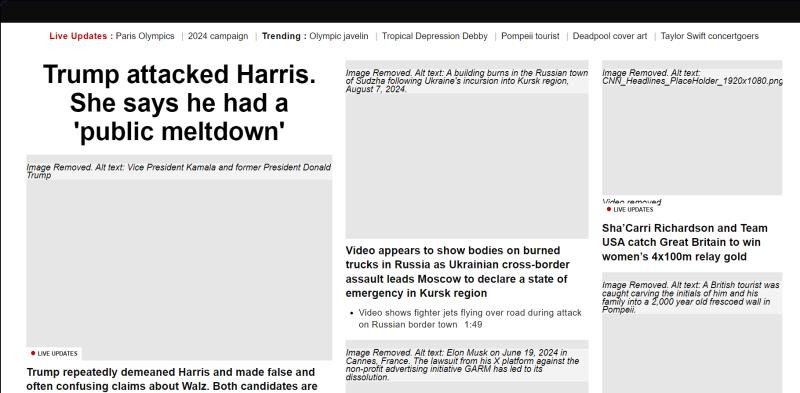 Live Updates : Paris Olympics | 2024 campaign | Trending : Olympic javelin | Tropical Depression Debby | Pompeii tourist | Deadpool cover art | Taylor Swift concertgoers
Trump attacked Harris.
She says he had a
'public meltdown'
Image Removed. Alt text: Vice President Kamala and former President Donald
Trump
LIVE UPDATES
Trump repeatedly demeaned Harris and made false and
often confusing claims about Walz. Both candidates are
Image Removed. Alt text: A building burns in the Russian town
of Sudzha following Ukraine's incursion into Kursk region,
August 7, 2024.
Video appears to show bodies on burned
trucks in Russia as Ukrainian cross-border
assault leads Moscow to declare a state of
emergency in Kursk region
• Video shows fighter jets flying over road during attack
on Russian border town 1:49
Image Removed. Alt text: Elon Musk on June 19, 2024 in
Cannes, France. The lawsuit from his X platform against the
non-profit advertising initiative GARM has led to its
dissolution.
Image Removed. Alt text:
CNN_Headlines_PlaceHolder_1920x1080.png
Video removed
LIVE UPDATES
Sha'Carri Richardson and Team
USA catch Great Britain to win
women's 4x100m relay gold
Image Removed. Alt text: A British tourist was
caught carving the initials of him and his
family into a 2,000 year old frescoed wall in
Pompeii.